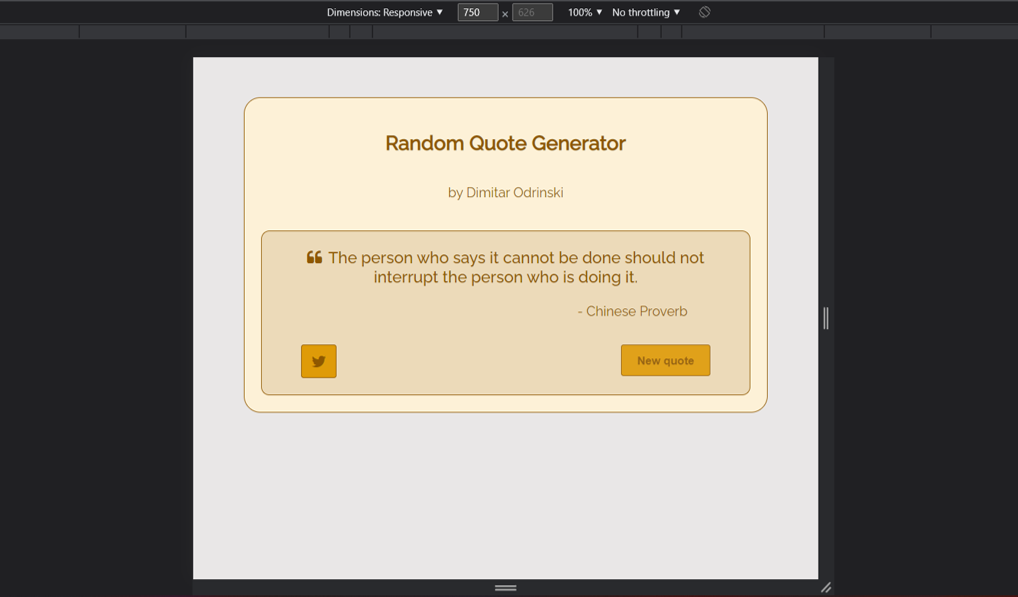 Dimensions: Responsive ▼ 750 × 626 100% ▼ No throttling ▼
Random Quote Generator
by Dimitar Odrinski
❝ The person who says it cannot be done should not
interrupt the person who is doing it.
- Chinese Proverb
New quote